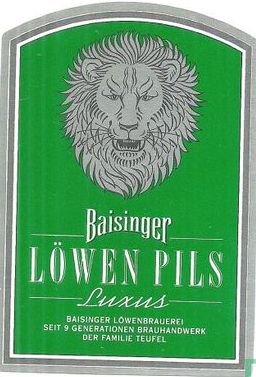 Baisinger
LÖWEN PILS
Luxus
BAISINGER LÖWENBRAUEREI
SEIT 9 GENERATIONEN BRAUHANDWERK
DER FAMILIE TEUFEL